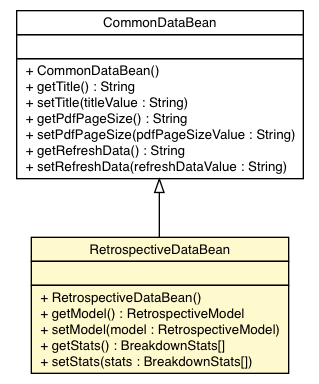 CommonDataBean
+ CommonDataBean()
+ getTitle() : String
+ setTitle(titleValue : String)
+ getPdfPageSize() : String
+ setPdfPageSize(pdfPageSizeValue : String)
+ getRefreshData() : String
+ setRefreshData(refreshDataValue : String)
RetrospectiveDataBean
+ RetrospectiveDataBean()
+ getModel() : RetrospectiveModel
+ setModel(model : RetrospectiveModel)
+ getStats() : BreakdownStats[]
+ setStats(stats : BreakdownStats[])